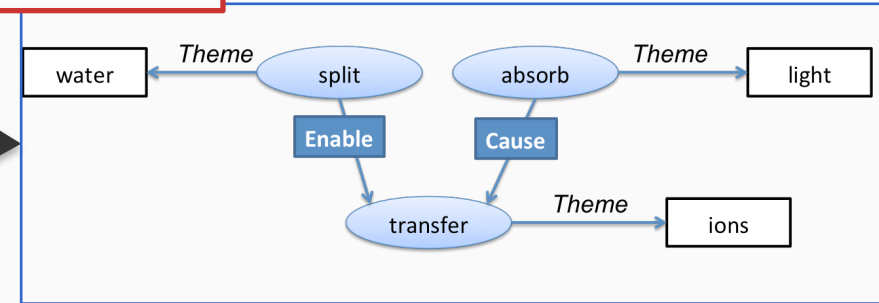 Theme
Theme
water
split
absorb
light
Enable
Cause
Theme
transfer
ions